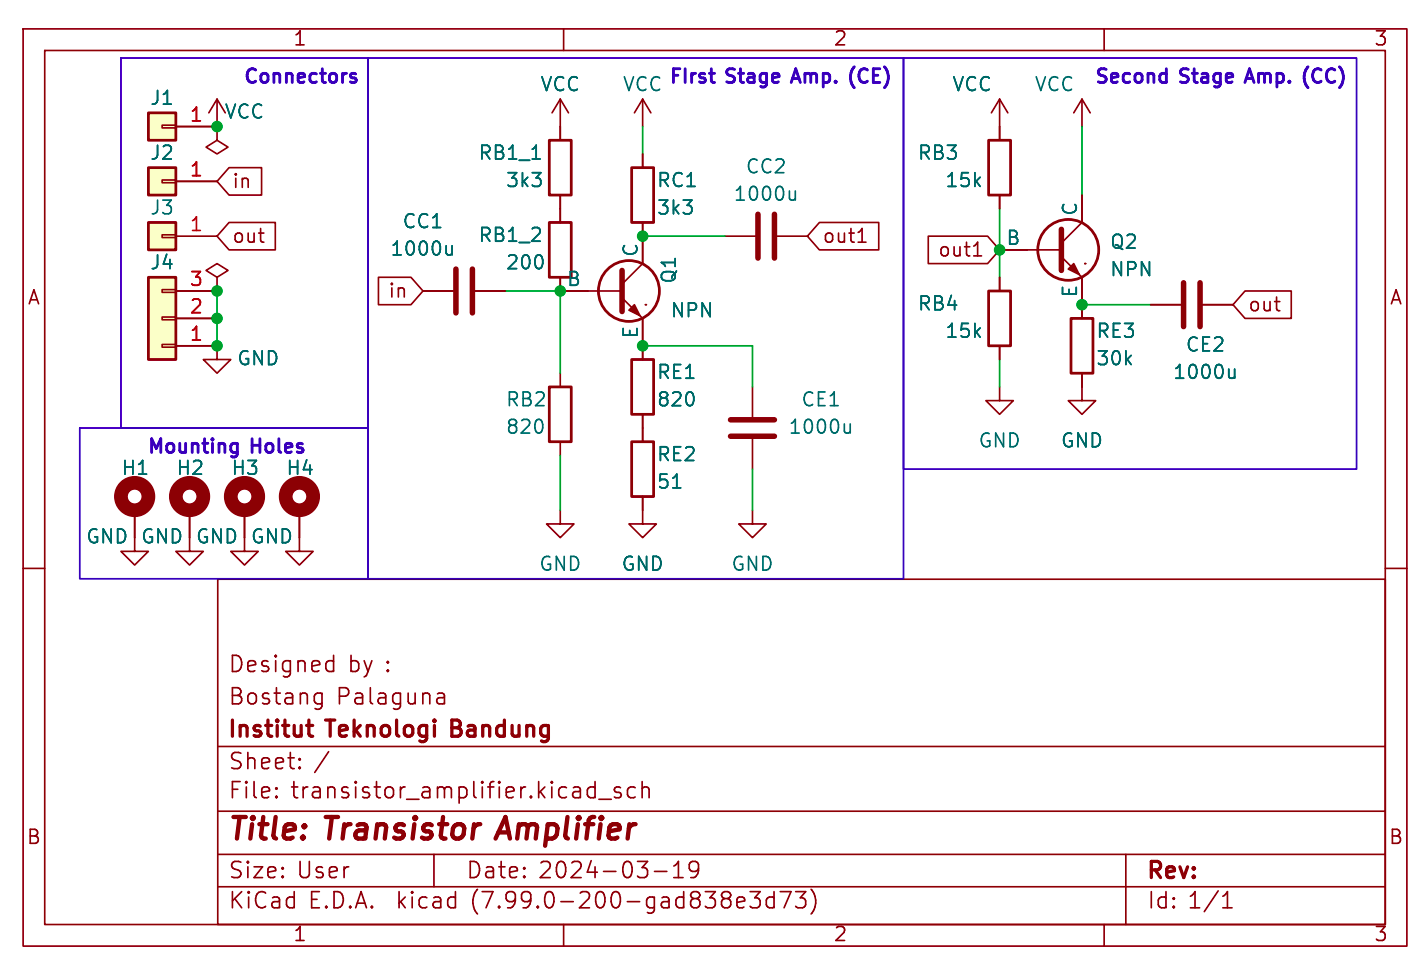 1
2
3
Connectors
J1
1
VCC
J2
1
in
J3
1
out
J4
3
2
1
GND
Mounting Holes
H1
H2
H3
H4
GND
GND
GND
GND
FIrst Stage Amp. (CE)
VCC
VCC
RB1_1
3k3
RC1
3k3
CC2
1000u
out1
CC1
1000u
RB1_2
200
in
B
C
Q1
NPN
E
RB2
820
RE1
820
RE2
51
CE1
1000u
GND
GND
GND
Second Stage Amp. (CC)
VCC
VCC
RB3
15k
C
out1
B
Q2
NPN
E
RB4
15k
RE3
30k
out
CE2
1000u
GND
GND
A
A
B
B
Designed by :
Bostang Palaguna
Institut Teknologi Bandung
Sheet: /
File: transistor_amplifier.kicad_sch
Title: Transistor Amplifier
Size: User
Date: 2024-03-19
Rev:
KiCad E.D.A. kicad (7.99.0-200-gad838e3d73)
Id: 1/1
1
2
3